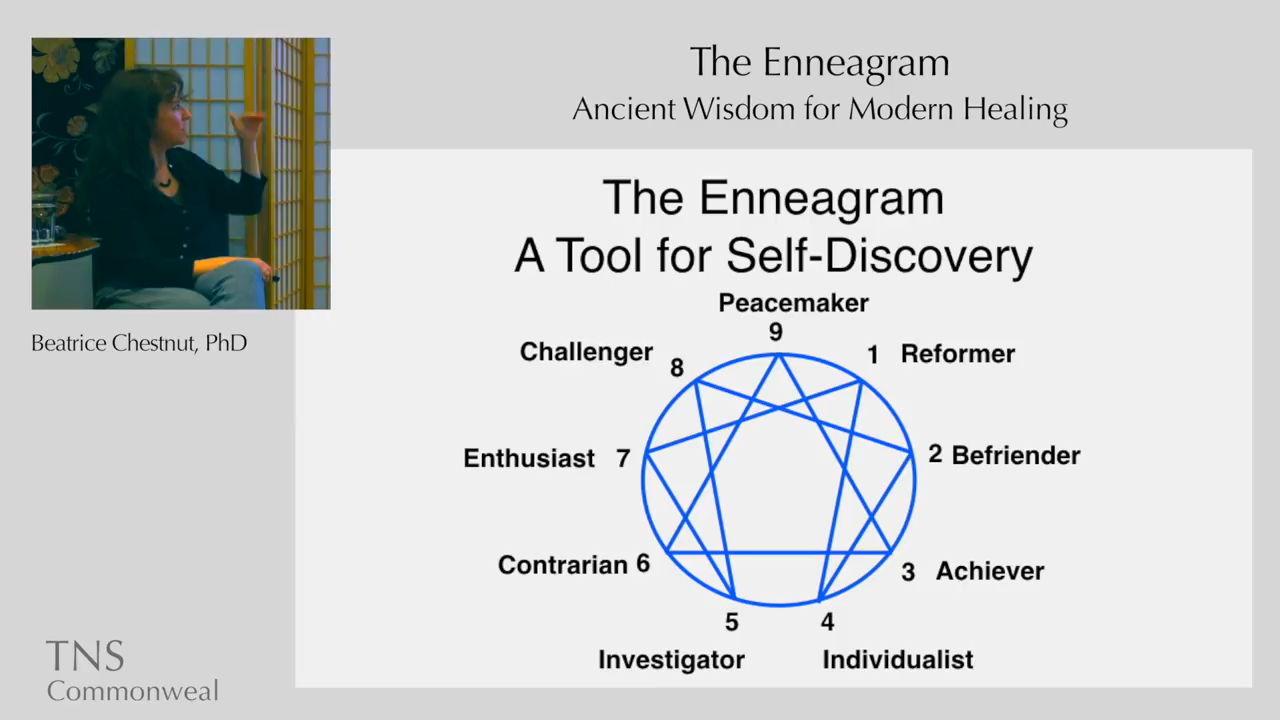 The Enneagram
Ancient Wisdom for Modern Healing
Beatrice Chestnut, PhD
The Enneagram
A Tool for Self-Discovery
Peacemaker
9
Challenger 8
1 Reformer
Enthusiast 7
2 Befriender
Contrarian 6
3 Achiever
5
Investigator
4
Individualist
TNS
Commonweal